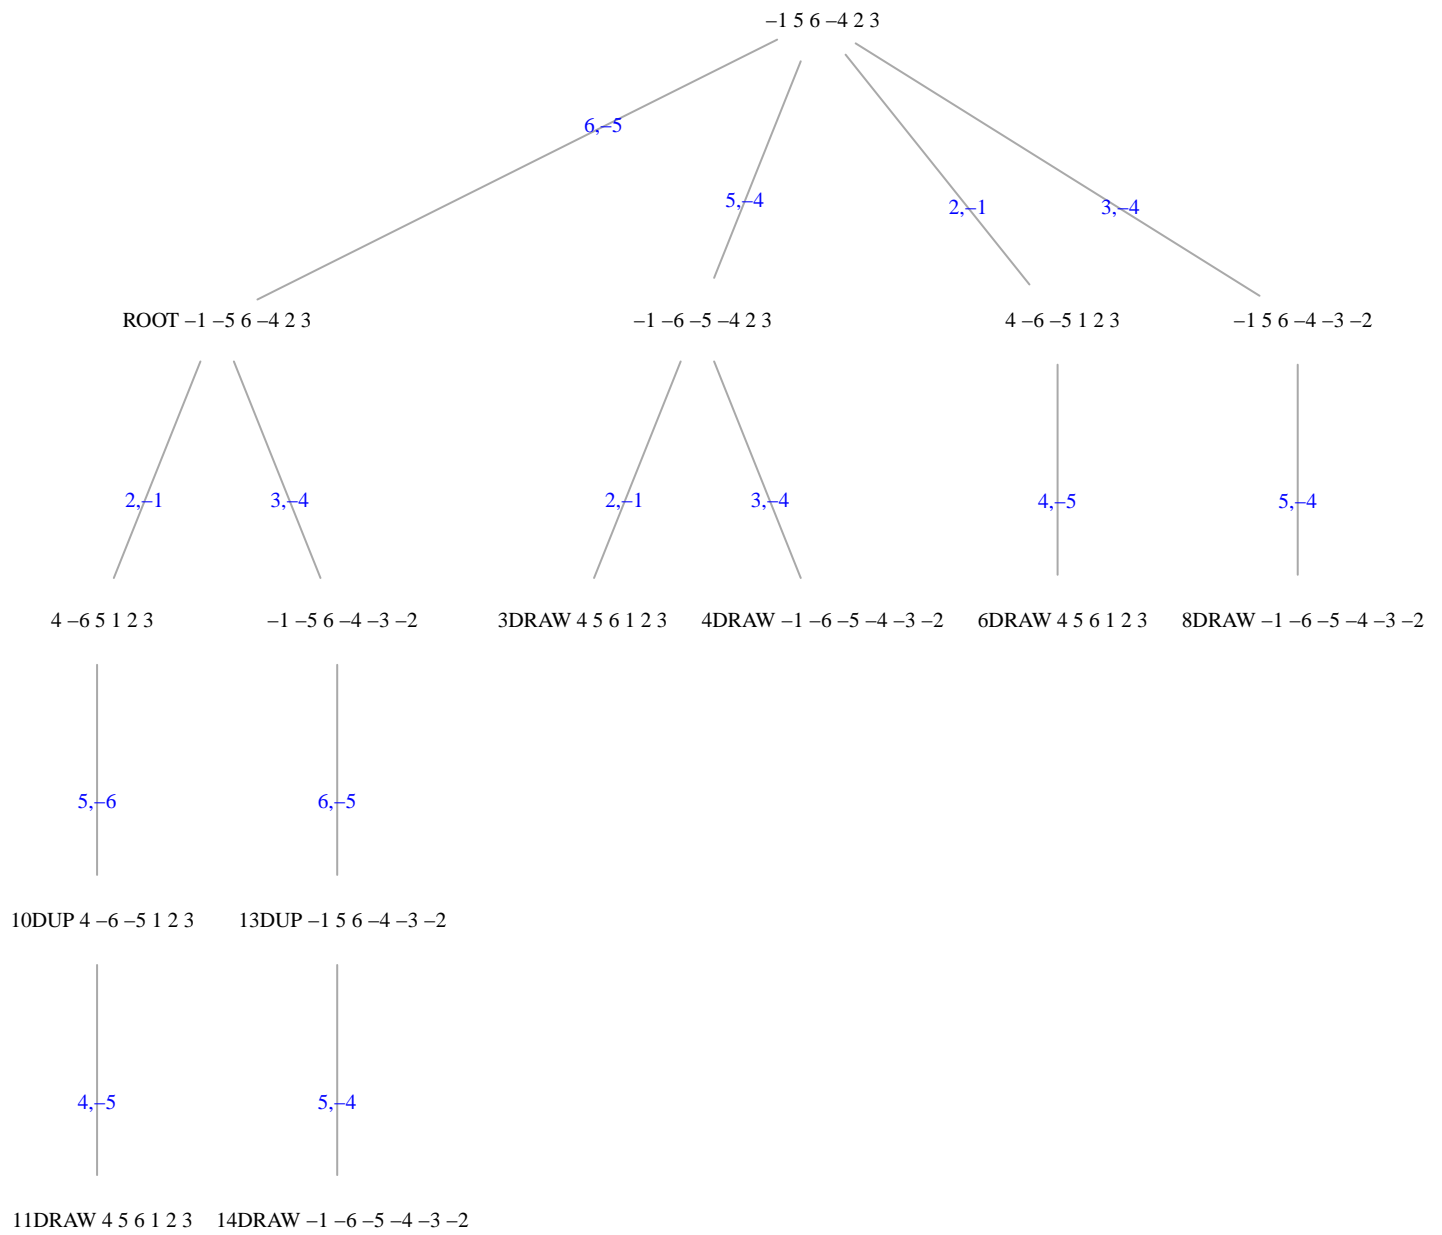 –1 5 6 –4 2 3
6,–5
5,–4
2,–1
3,–4
ROOT –1 –5 6 –4 2 3
–1 –6 –5 –4 2 3
4 –6 –5 1 2 3
–1 5 6 –4 –3 –2
2,–1
3,–4
2,–1
3,–4
4,–5
5,–4
4 –6 5 1 2 3
–1 –5 6 –4 –3 –2
3DRAW 4 5 6 1 2 3
4DRAW –1 –6 –5 –4 –3 –2
6DRAW 4 5 6 1 2 3
8DRAW –1 –6 –5 –4 –3 –2
5,–6
6,–5
10DUP 4 –6 –5 1 2 3
13DUP –1 5 6 –4 –3 –2
4,–5
5,–4
11DRAW 4 5 6 1 2 3
14DRAW –1 –6 –5 –4 –3 –2